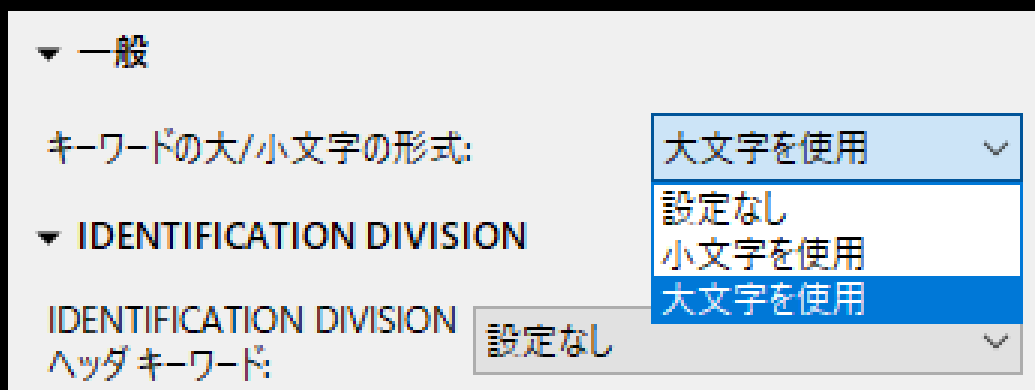 一般
キーワードの大/小文字の形式:
大文字を使用
設定なし
小文字を使用
大文字を使用
IDENTIFICATION DIVISION
IDENTIFICATION DIVISION
ヘッダ キーワード:
設定なし